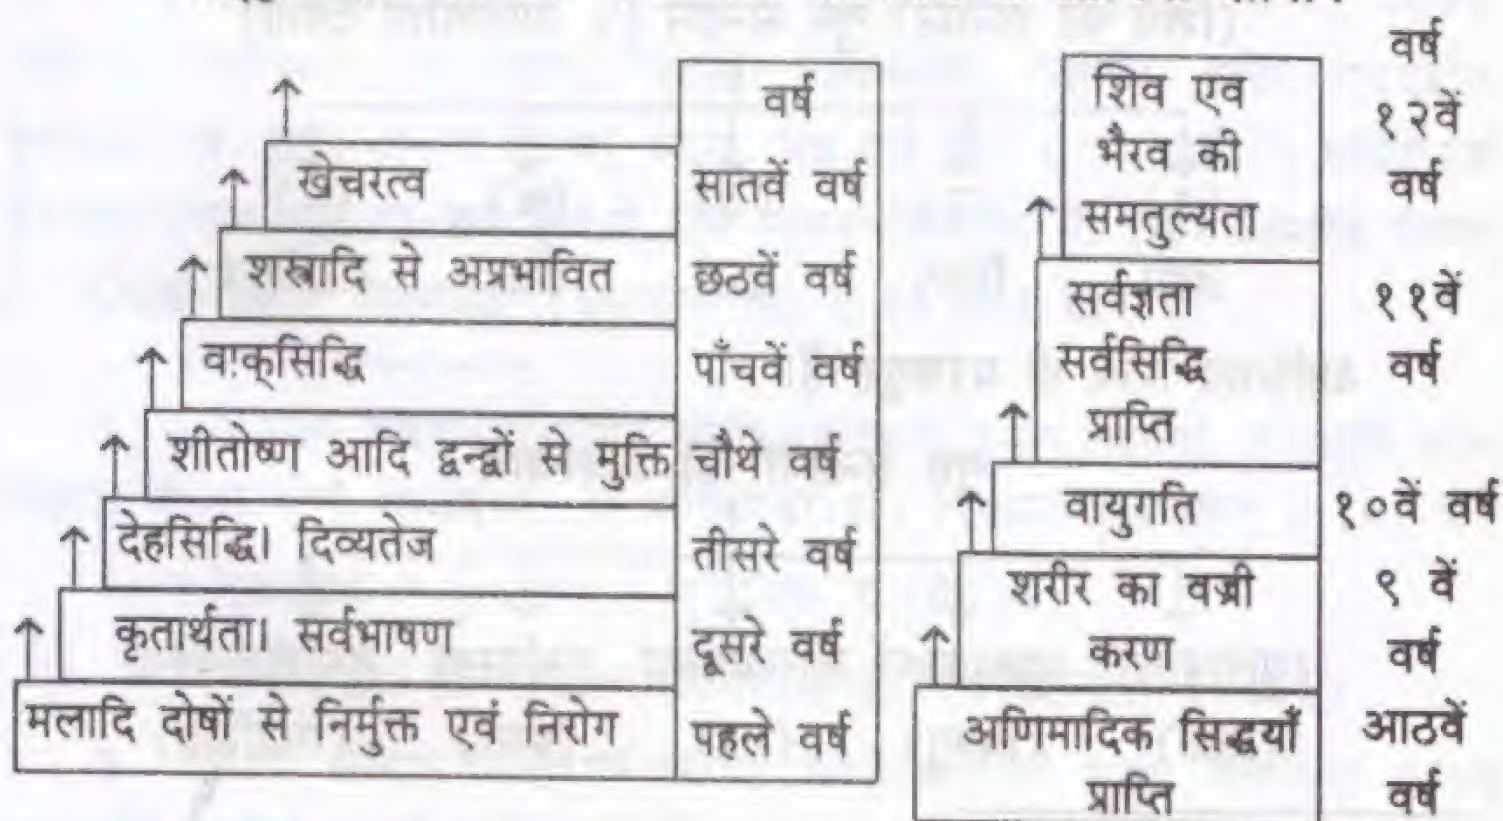 वर्ष
खेचरत्व सातवें वर्ष
शस्त्रादि से अप्रभावित छठवें वर्ष
वा!क्सिद्धि पाँचवें वर्ष
शीतोष्ण आदि द्वन्द्वों से मुक्ति चौथे वर्ष
देहसिद्धि। दिव्यतेज तीसरे वर्ष
कृतार्थता। सर्वभाषण दूसरे वर्ष
मलादि दोषों से निर्मुक्त एवं निरोग पहले वर्ष
वर्ष
शिव एव १२वें
भैरव की वर्ष
समतुल्यता
सर्वज्ञता ११वें
सर्वसिद्धि वर्ष
प्राप्ति
वायुगति १०वें वर्ष
शरीर का वज्री ९ वें
करण वर्ष
अणिमादिक सिद्धयाँ आठवें
प्राप्ति वर्ष